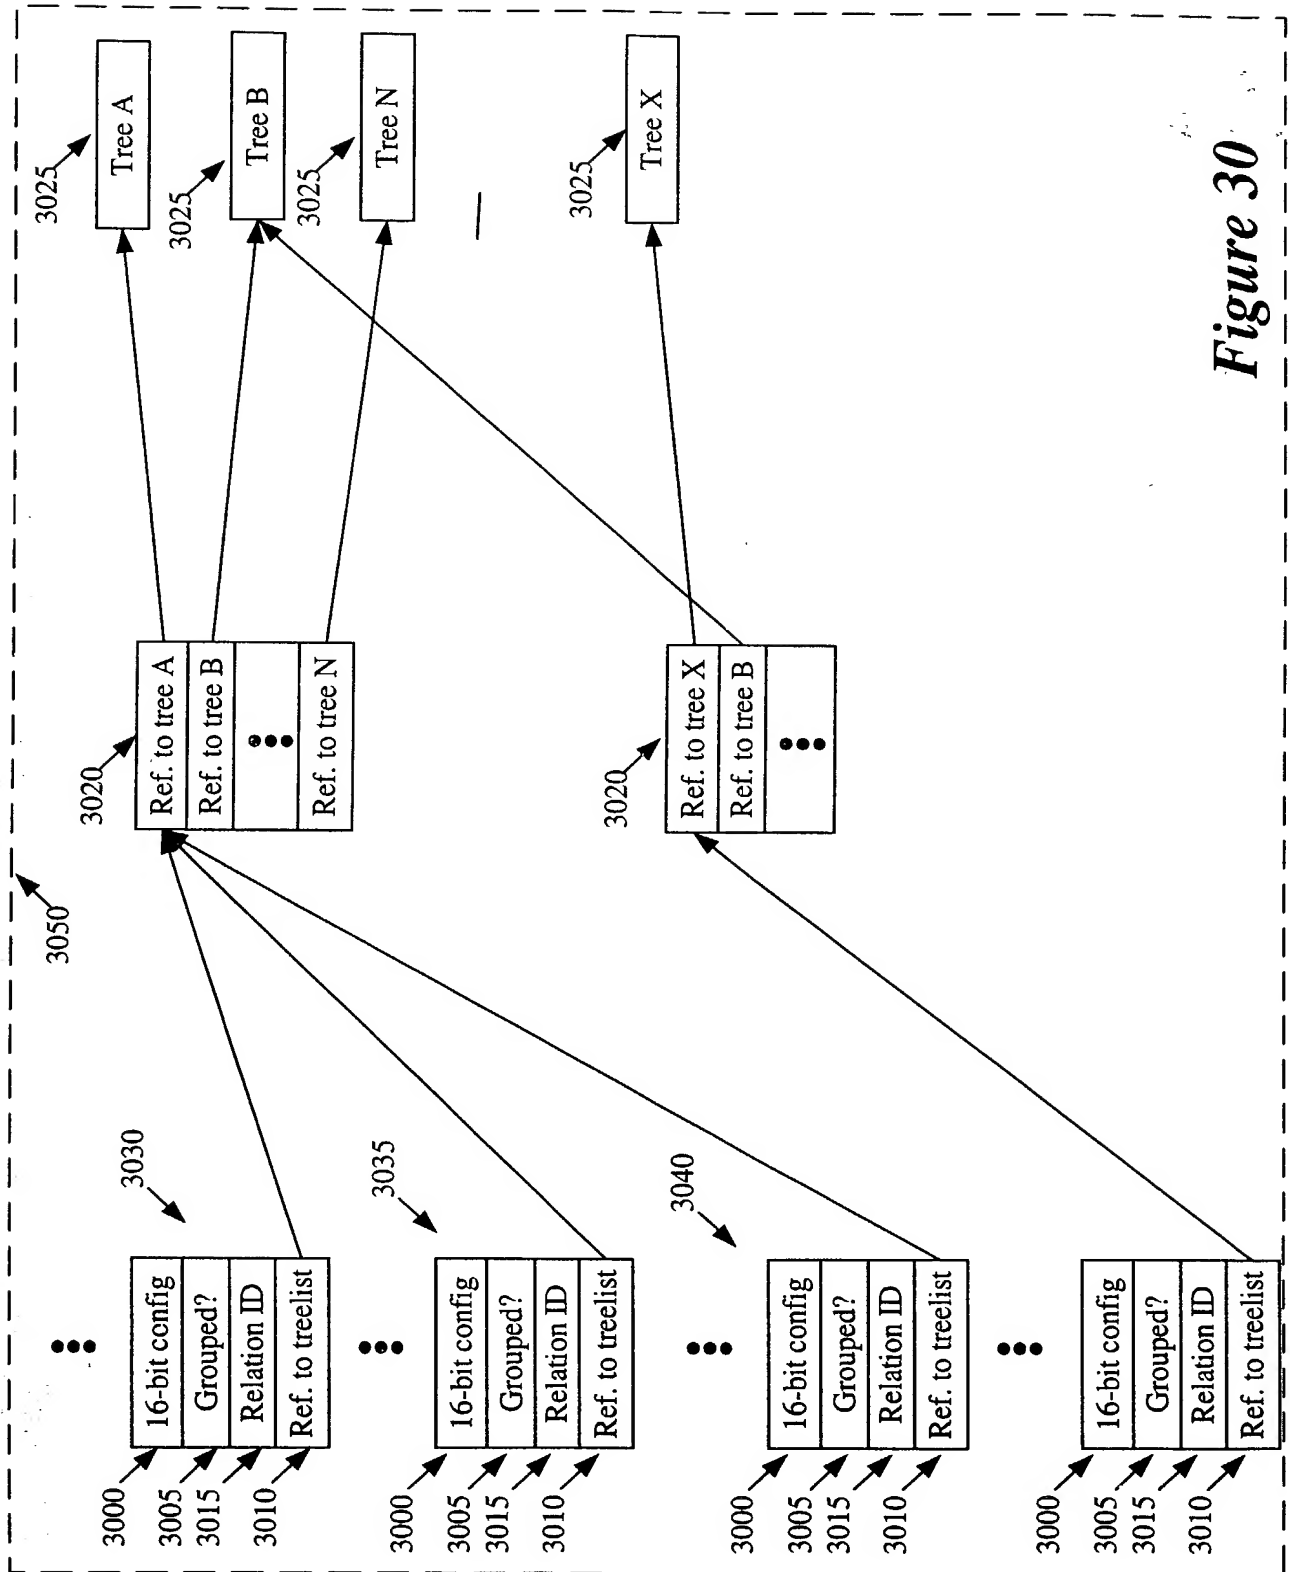 3000
16-bit config
3005
Grouped?
3015
Relation ID
3010
Ref. to treelist
3030
3000
16-bit config
3005
Grouped?
3015
Relation ID
3010
Ref. to treelist
3035
3000
16-bit config
3005
Grouped?
3015
Relation ID
3010
Ref. to treelist
3040
3000
16-bit config
3005
Grouped?
3015
Relation ID
3010
Ref. to treelist
3050
3020
Ref. to tree A
Ref. to tree B
Ref. to tree N
3020
Ref. to tree X
Ref. to tree B
3025
Tree A
3025
Tree B
3025
Tree N
3025
Tree X
Figure 30